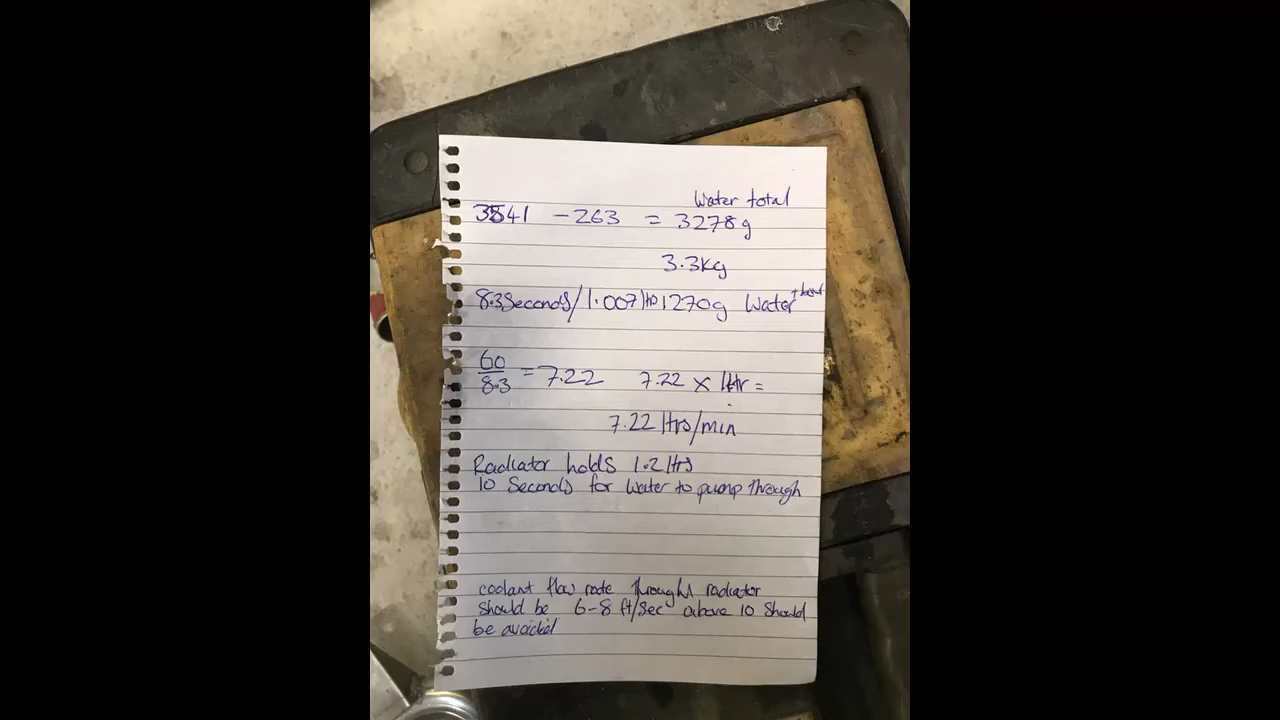 Water total
3541 - 263 = 3278g
3.3kg
8.3 Seconds / 1.007 ltrs 1270g Water
60
8.3
= 7.22 7.22 x 1 ltr =
7.22 ltrs/min
Radiator holds 1.2 ltrs
10 Seconds for water to pump through
coolant flow rate through radiator
should be 6-8 ft/sec above 10 should
be avoided